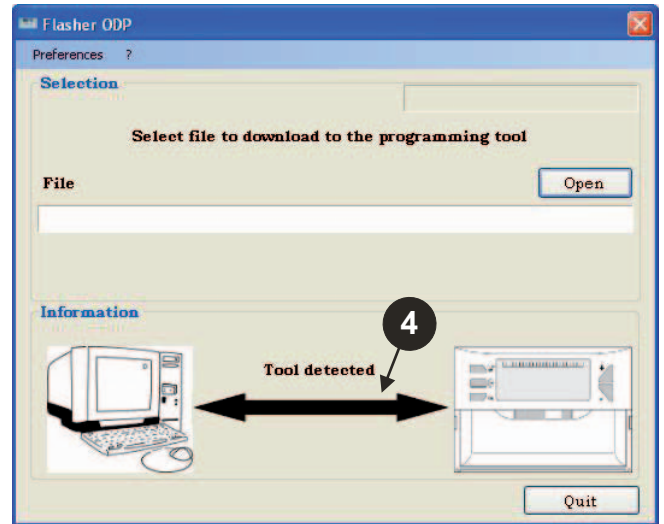 Flasher ODP
Preferences ?
Selection
Select file to download to the programming tool
File
Open
Information
4
Tool detected
Quit